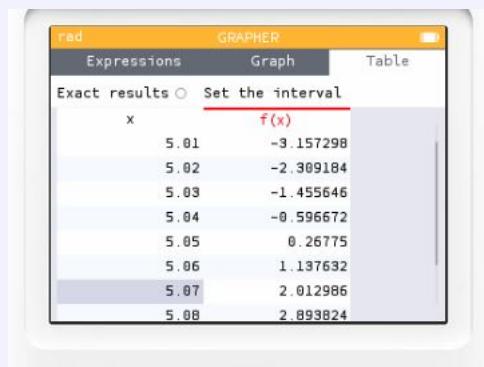 rad GRAPHER
Expressions Graph Table
Exact results Set the interval
x f(x)
5.01 -3.157298
5.02 -2.309184
5.03 -1.455646
5.04 -0.596672
5.05 0.26775
5.06 1.137632
5.07 2.012986
5.08 2.893824